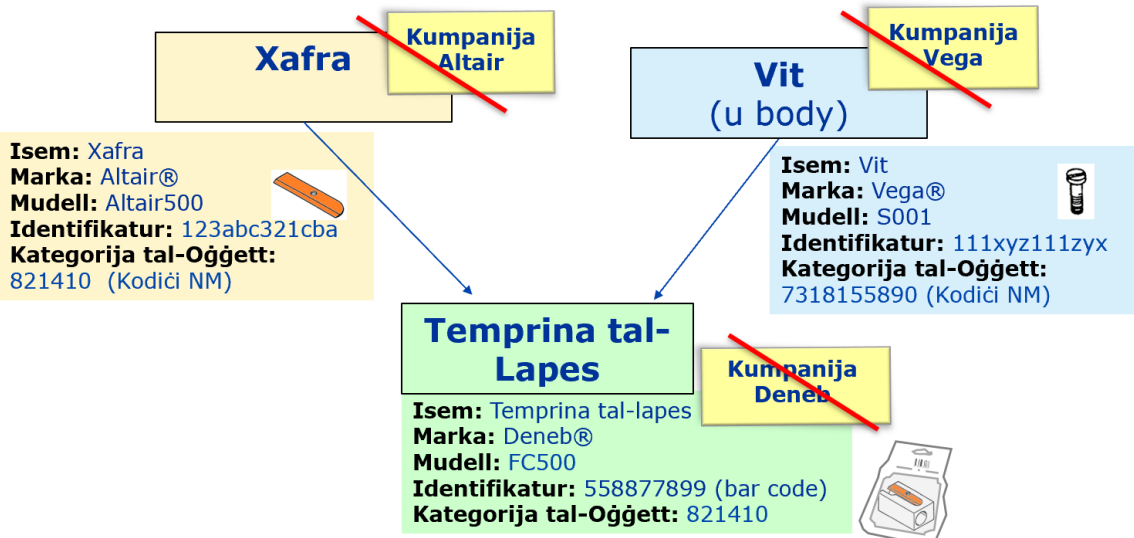 Xafra
Kumpanija
Altair
Isem: Xafra
Marka: Altair®
Mudell: Altair500
Identifikatur: 123abc321cba
Kategorija tal-Oġġett:
821410 (Kodiċi NM)
Vit
(u body)
Kumpanija
Vega
Isem: Vit
Marka: Vega®
Mudell: S001
Identifikatur: 111xyz111zyx
Kategorija tal-Oġġett:
7318155890 (Kodiċi NM)
Temprina tal-
Lapes
Kumpanija
Deneb
Isem: Temprina tal-lapes
Marka: Deneb®
Mudell: FC500
Identifikatur: 558877899 (bar code)
Kategorija tal-Oġġett: 821410